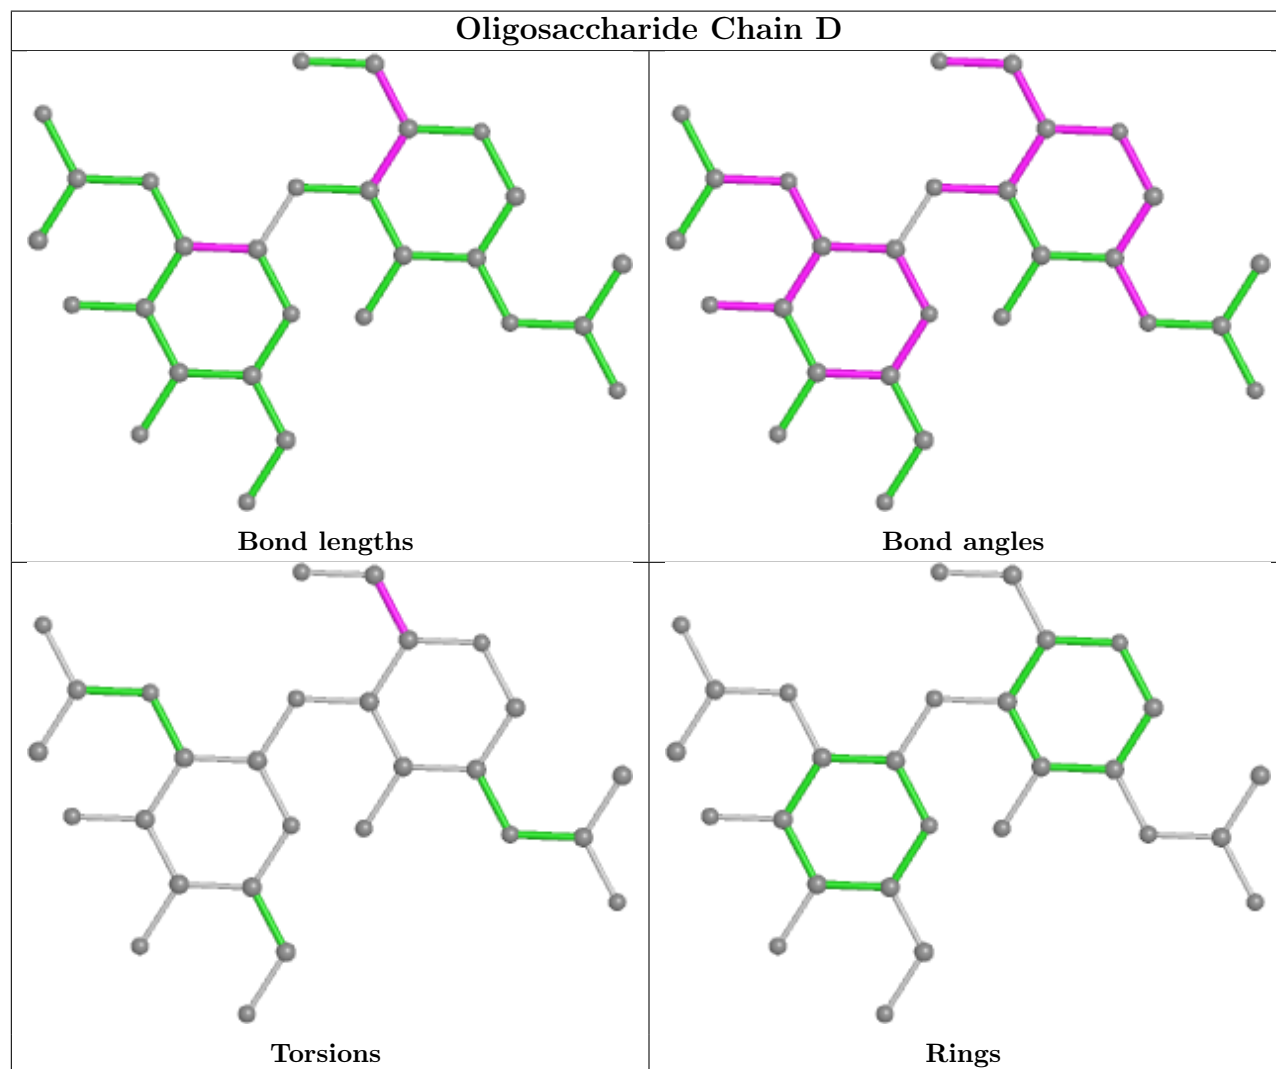 Oligosaccharide Chain D
Bond lengths
Bond angles
Torsions
Rings